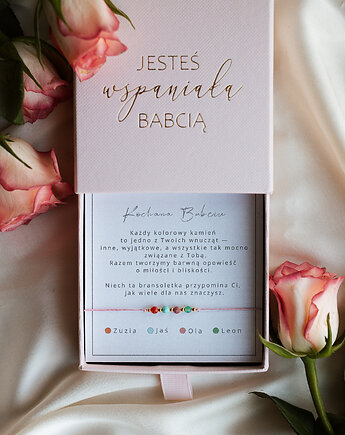 JESTEŚ
wspaniałą
BABCIĄ
Kochana Babciu
Każdy kolorowy kamień
to jedno z Twoich wnucząt —
inne, wyjątkowe, a wszystkie tak mocno
związane z Tobą.
Razem tworzymy barwną opowieść
o miłości i bliskości.
Niech ta bransoletka przypomina Ci,
jak wiele dla nas znaczysz.
Zuzia Jaś Ola Leon